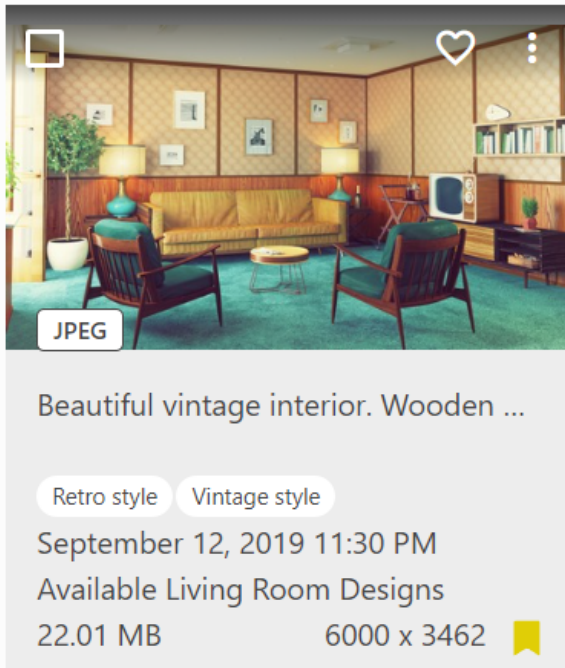 JPEG
Beautiful vintage interior. Wooden ...
Retro style Vintage style
September 12, 2019 11:30 PM
Available Living Room Designs
22.01 MB 6000 x 3462